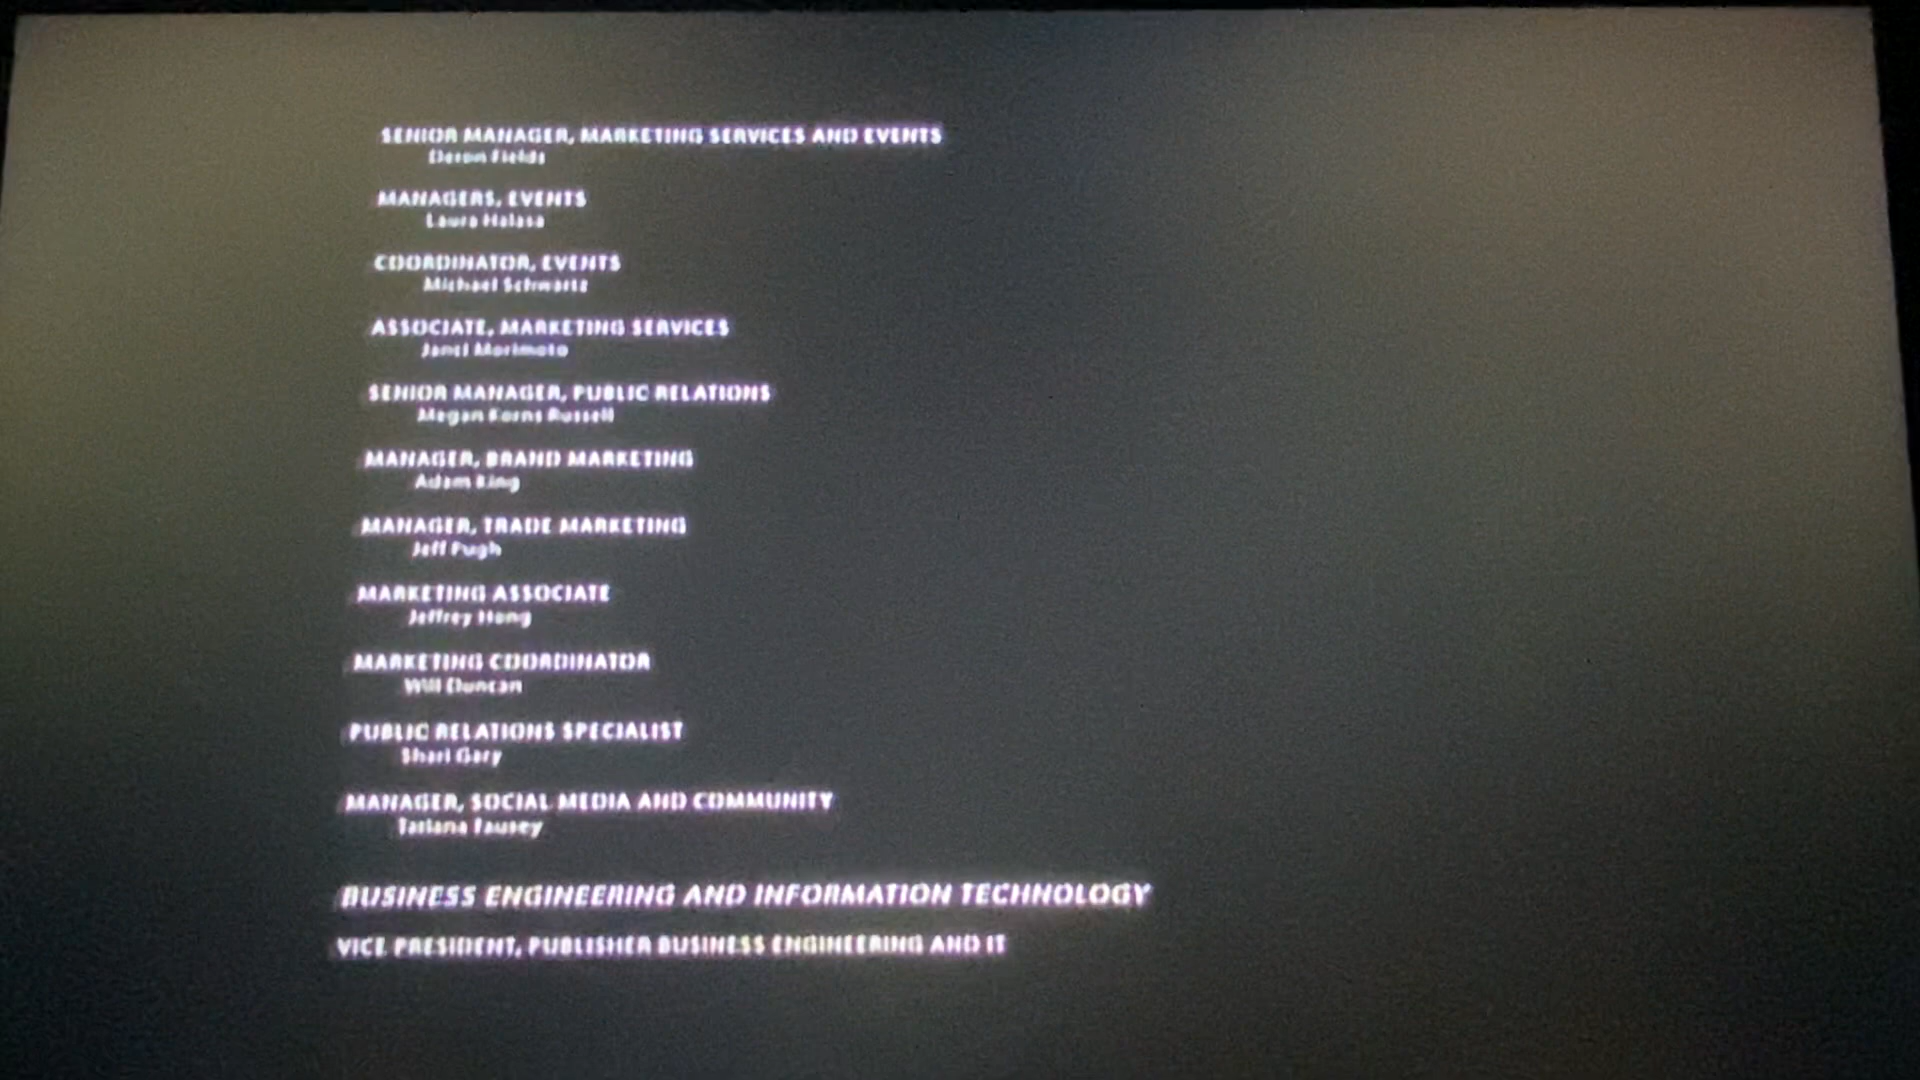 SENIOR MANAGER, MARKETING SERVICES AND EVENTS
Deron Fields
MANAGERS, EVENTS
Laura Halasa
COORDINATOR, EVENTS
Michael Schwartz
ASSOCIATE, MARKETING SERVICES
Janci Morimoto
SENIOR MANAGER, PUBLIC RELATIONS
Megan Korns Russell
MANAGER, BRAND MARKETING
Adam King
MANAGER, TRADE MARKETING
Jeff Pugh
MARKETING ASSOCIATE
Jeffrey Hong
MARKETING COORDINATOR
Will Duncan
PUBLIC RELATIONS SPECIALIST
Shari Gary
MANAGER, SOCIAL MEDIA AND COMMUNITY
Tatiana Tausey
BUSINESS ENGINEERING AND INFORMATION TECHNOLOGY
VICE PRESIDENT, PUBLISHER BUSINESS ENGINEERING AND IT